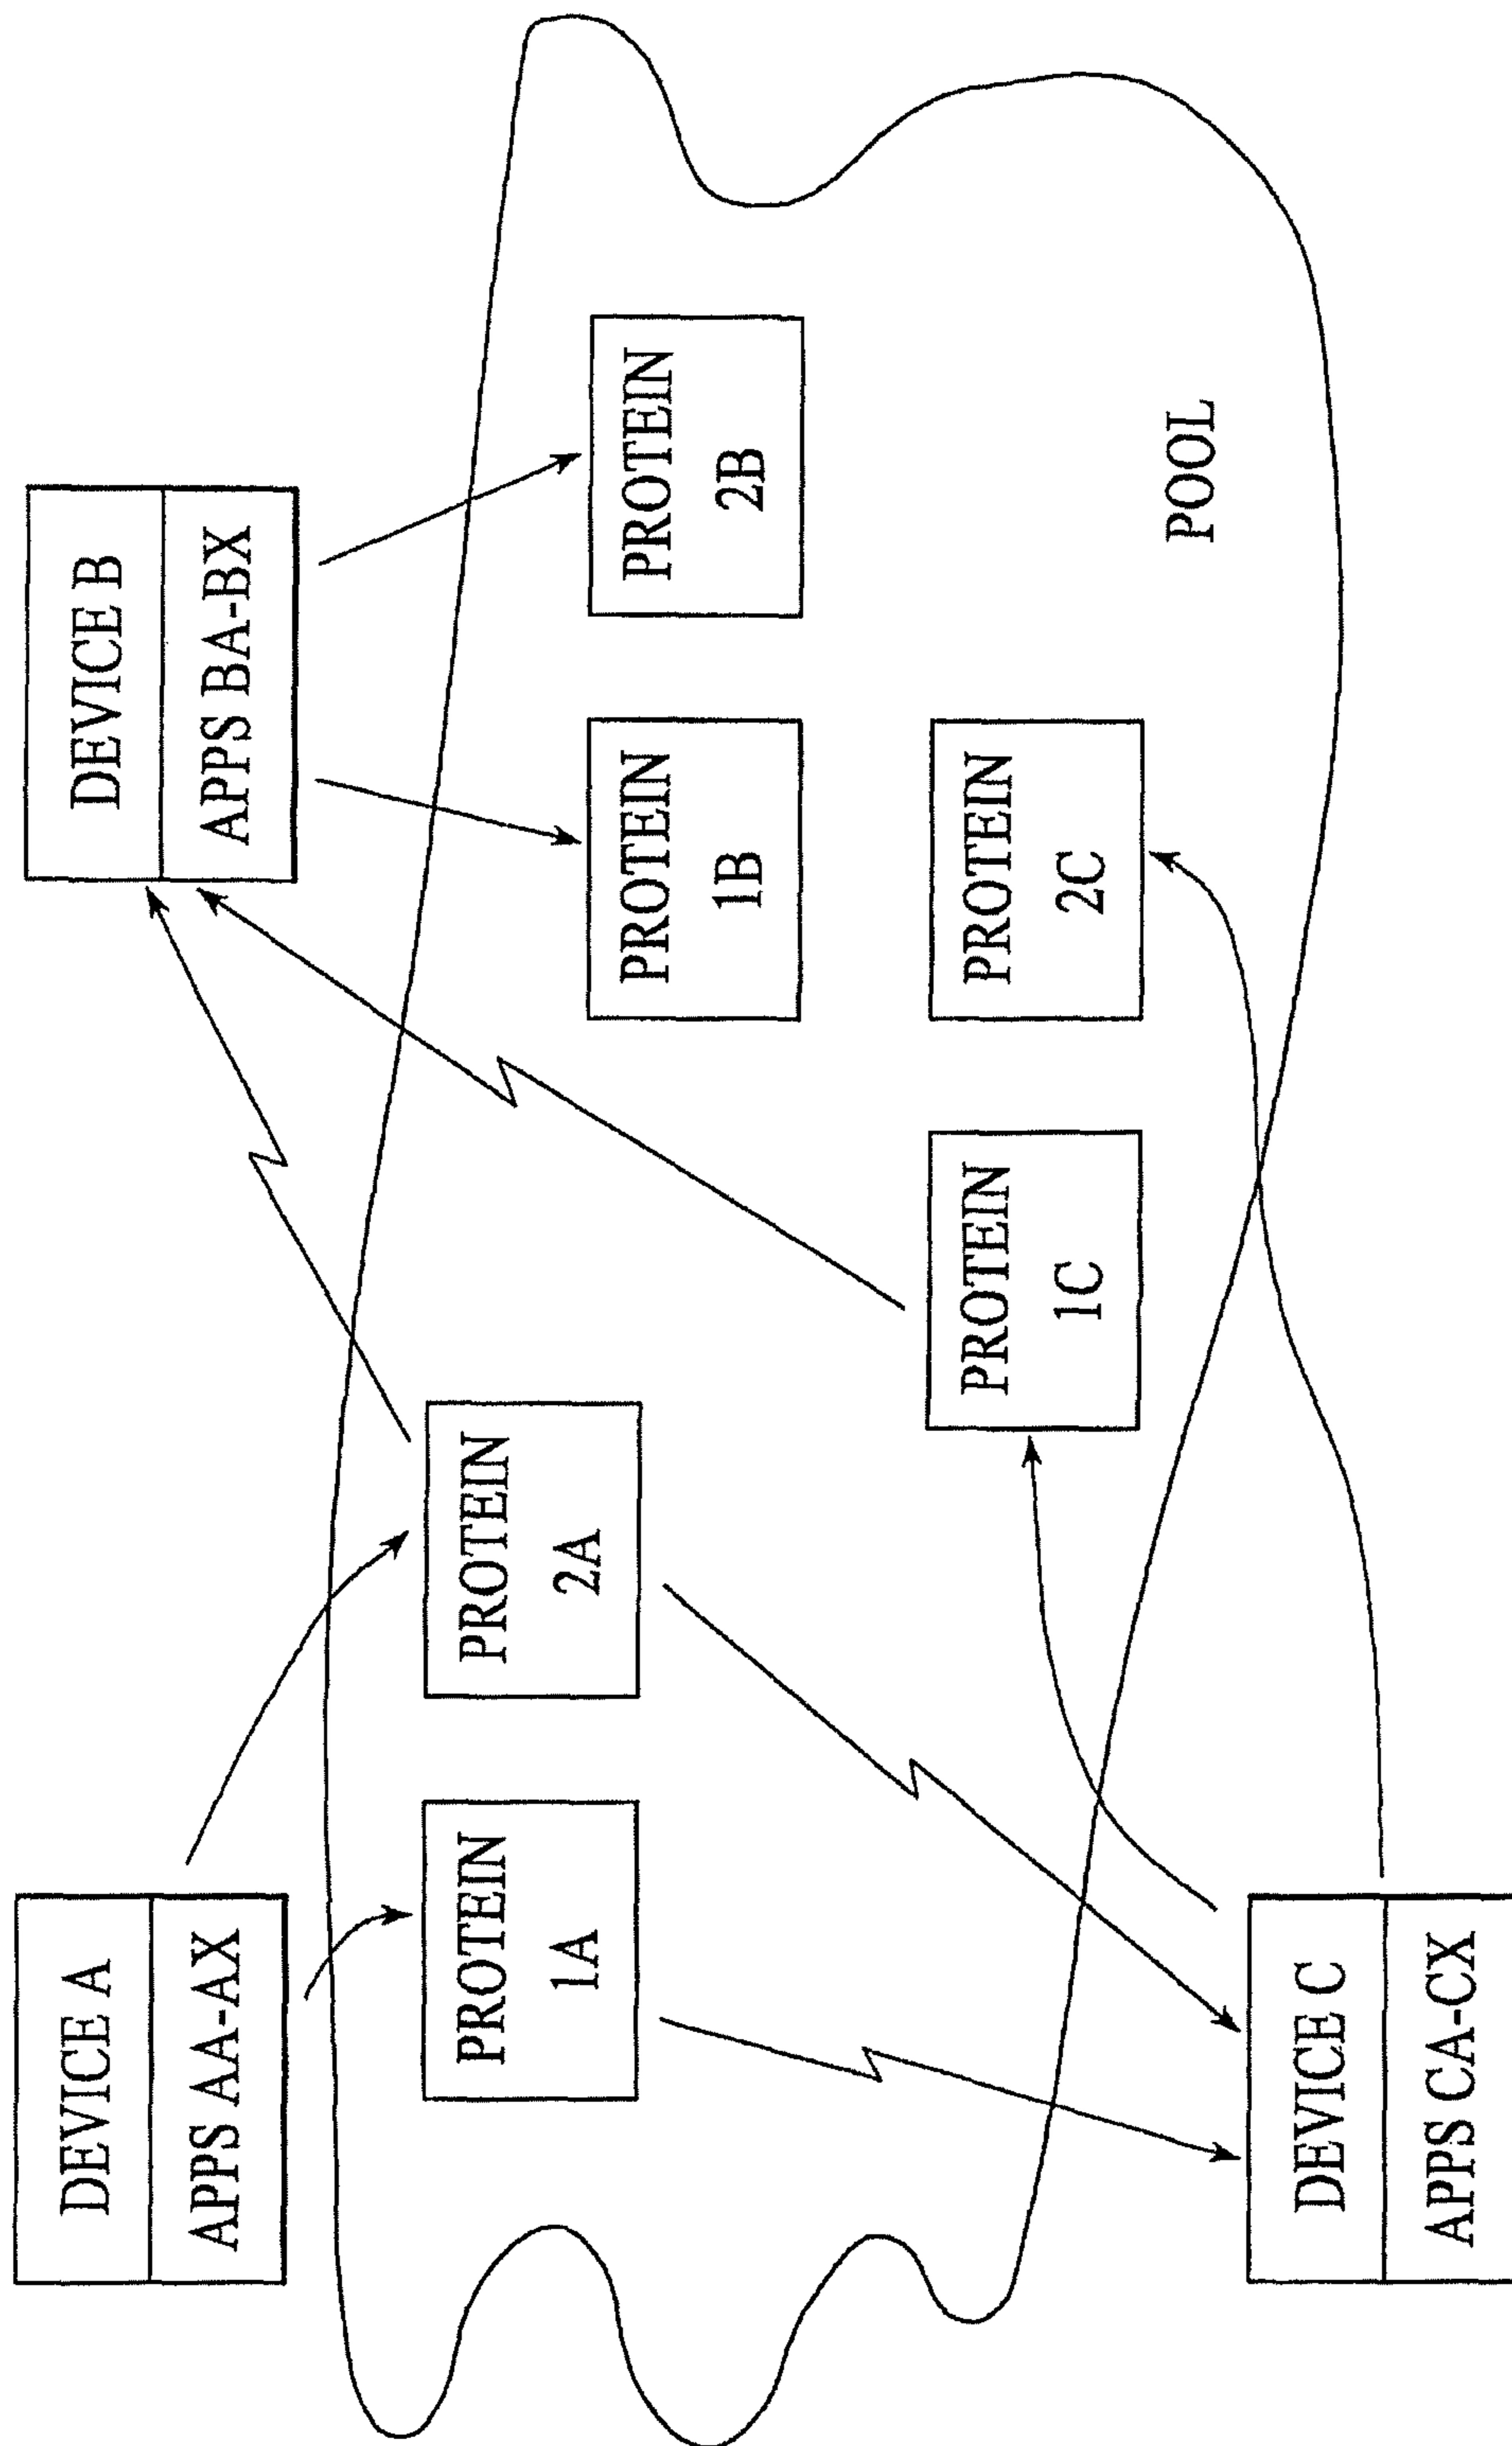 DEVICE A
APPS AA-AX
DEVICE B
APPS BA-BX
PROTEIN
1A
PROTEIN
2A
PROTEIN
1B
PROTEIN
2B
PROTEIN
1C
PROTEIN
2C
POOL
DEVICE C
APPS CA-CX